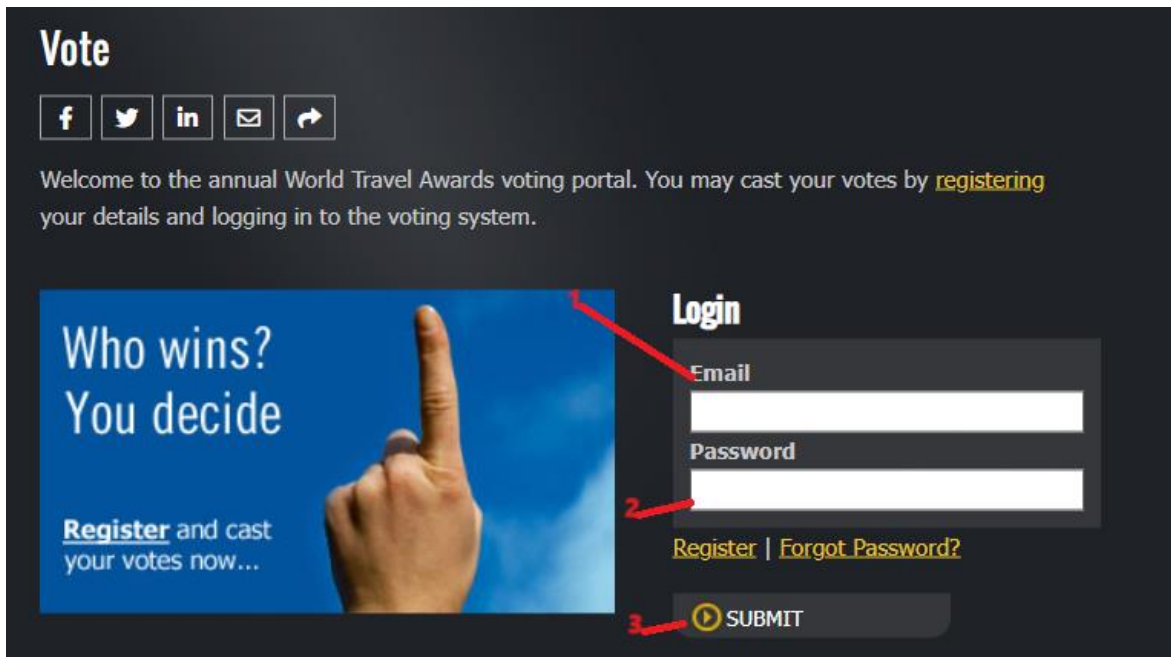 Vote
Welcome to the annual World Travel Awards voting portal. You may cast your votes by registering
your details and logging in to the voting system.
Who wins?
You decide
Register and cast
your votes now...
1
Login
Email
Password
2
Register | Forgot Password?
3
SUBMIT